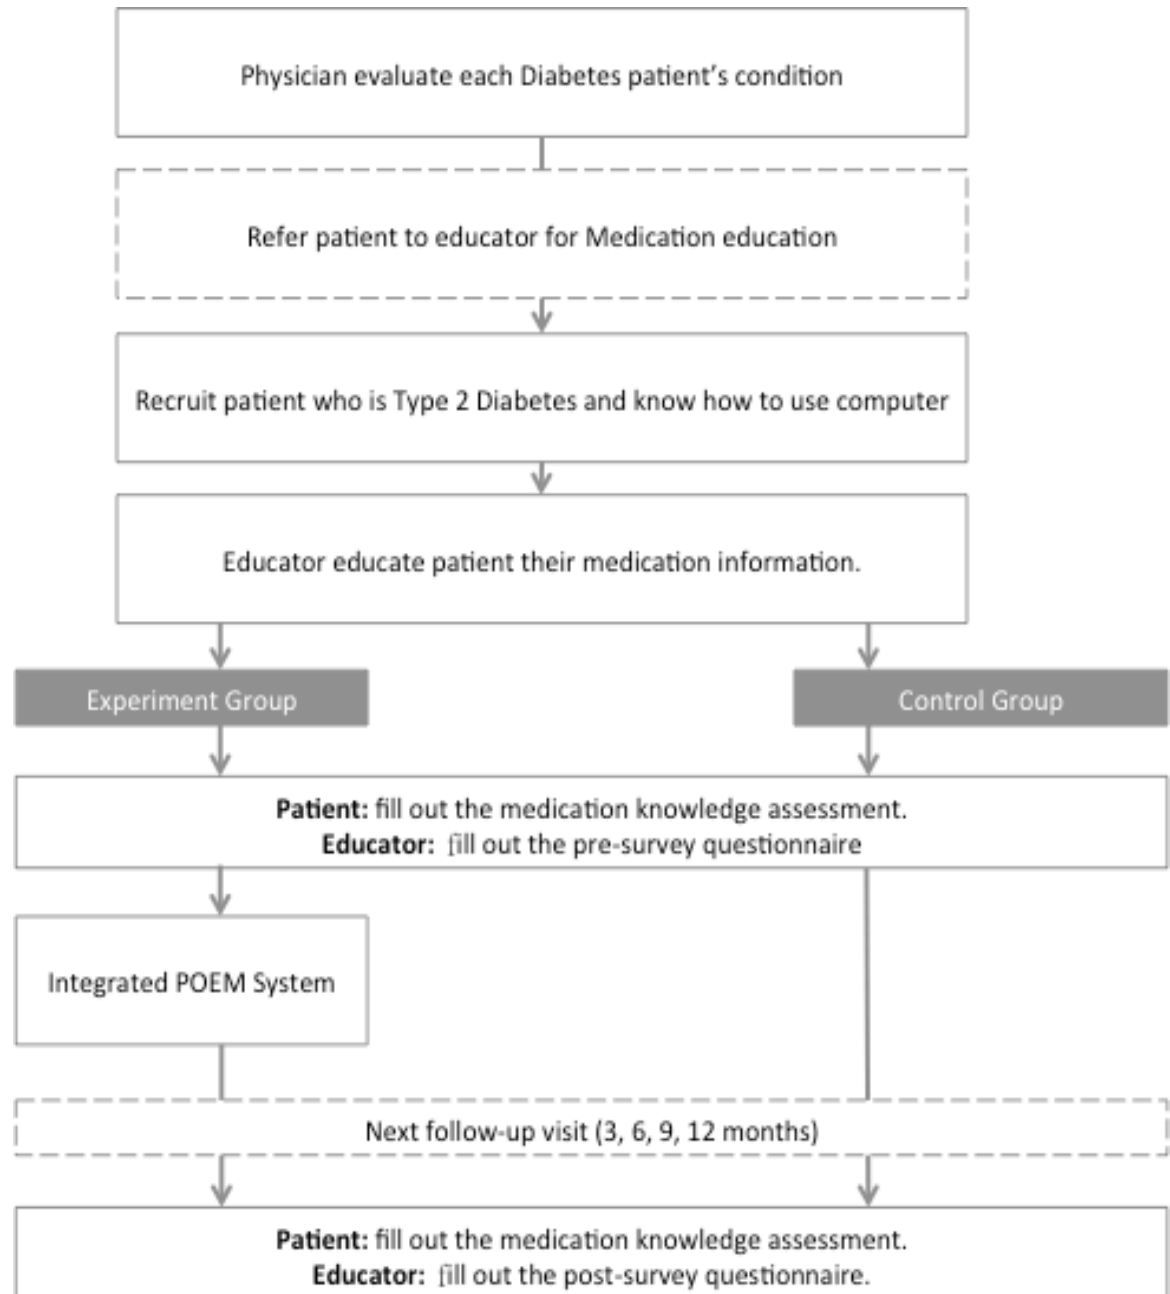 Physician evaluate each Diabetes patient's condition
Refer patient to educator for Medication education
Recruit patient who is Type 2 Diabetes and know how to use computer
Educator educate patient their medication information.
Experiment Group
Control Group
Patient: fill out the medication knowledge assessment.
Educator: fill out the pre-survey questionnaire
Integrated POEM System
Next follow-up visit (3, 6, 9, 12 months)
Patient: fill out the medication knowledge assessment.
Educator: fill out the post-survey questionnaire.